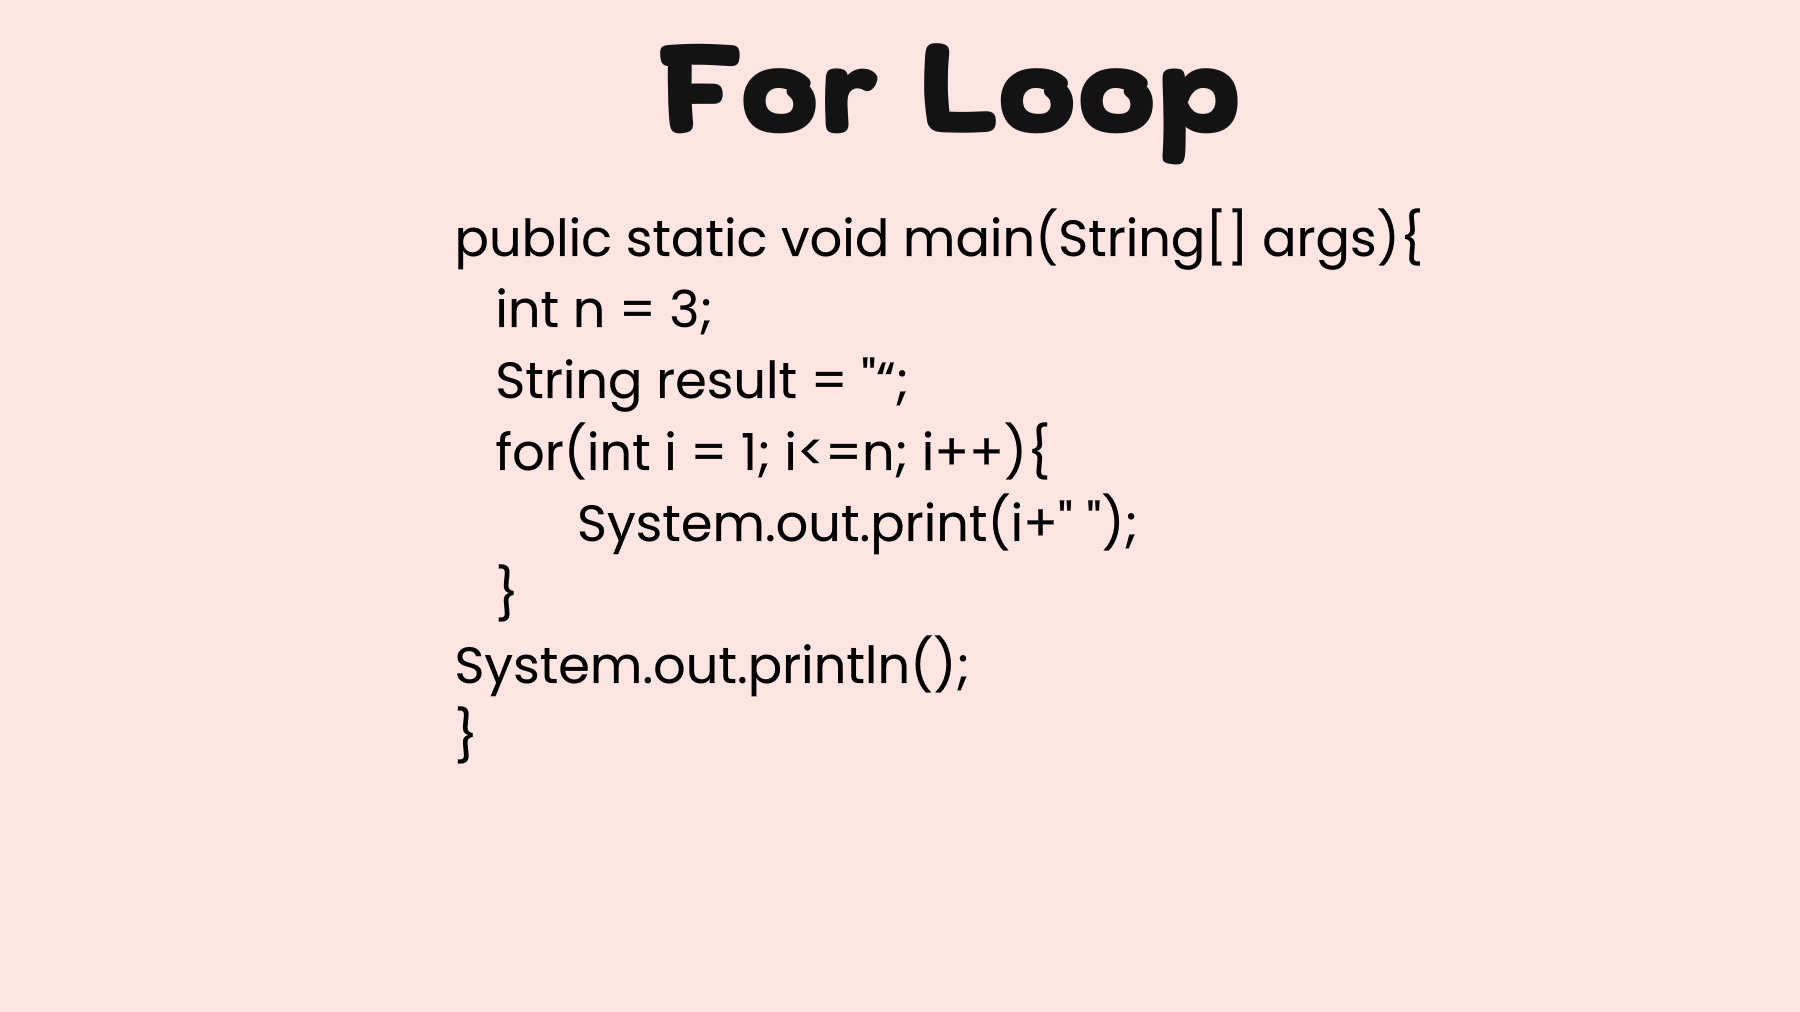 For Loop
public static void main(String[] args){
int n = 3;
String result = "“;
for(int i = 1; i<=n; i++){
System.out.print(i+" ");
}
System.out.println();
}